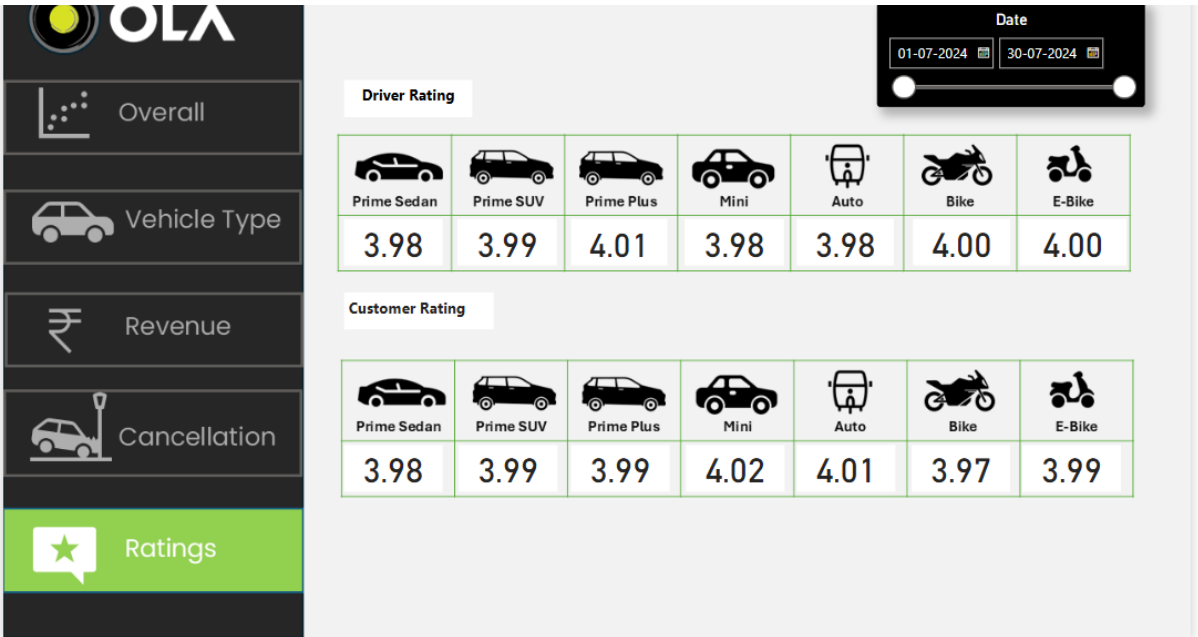 OLA
Date
01-07-2024 30-07-2024
Overall
Driver Rating
Prime Sedan Prime SUV Prime Plus Mini Auto Bike E-Bike
3.98 3.99 4.01 3.98 3.98 4.00 4.00
Vehicle Type
Customer Rating
Revenue
Prime Sedan Prime SUV Prime Plus Mini Auto Bike E-Bike
3.98 3.99 3.99 4.02 4.01 3.97 3.99
Cancellation
Ratings